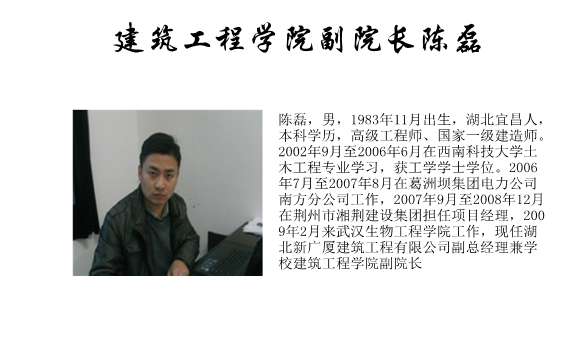 建筑工程学院副院长陈磊
陈磊，男，1983年11月出生，湖北宜昌人，
本科学历，高级工程师、国家一级建造师。
2002年9月至2006年6月在西南科技大学土
木工程专业学习，获工学学士学位。2006
年7月至2007年8月在葛洲坝集团电力公司
南方分公司工作，2007年9月至2008年12月
在荆州市湘荆建设集团担任项目经理，200
9年2月来武汉生物工程学院工作，现任湖
北新广厦建筑工程有限公司副总经理兼学
校建筑工程学院副院长